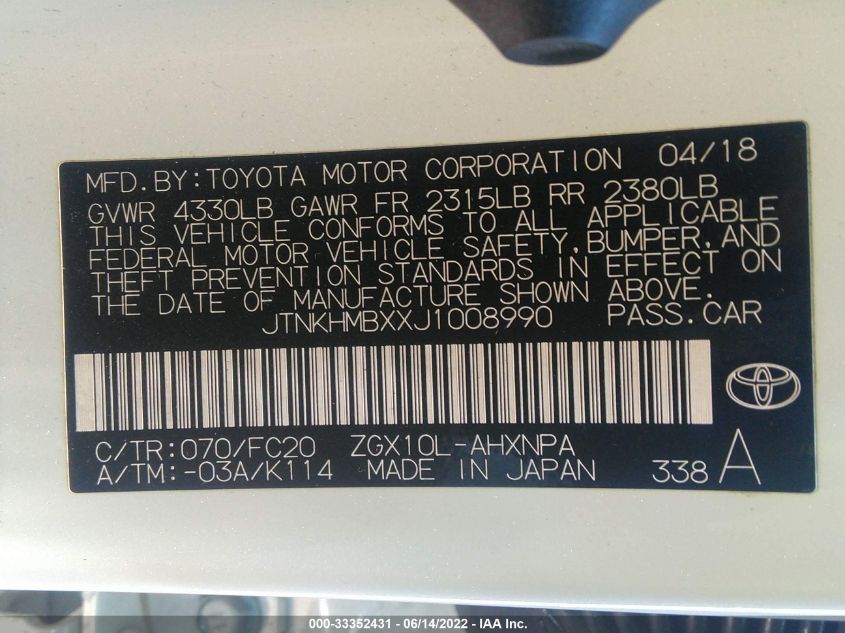 MFD.BY:TOYOTA MOTOR CORPORATION 04/18
GVWR 4330LB GAWR FR 2315LB RR 2380LB
THIS VEHICLE CONFORMS TO ALL APPLICABLE
FEDERAL MOTOR VEHICLE SAFETY,BUMPER,AND
THEFT PREVENTION STANDARDS IN EFFECT ON
THE DATE OF MANUFACTURE SHOWN ABOVE.
JTNKHMBXXJ1008990 PASS.CAR
C/TR:070/FC20 ZGX10L-AHXNPA
A/TM:-03A/K114 MADE IN JAPAN 338 A
000-33352431 - 06/14/2022 - IAA Inc.